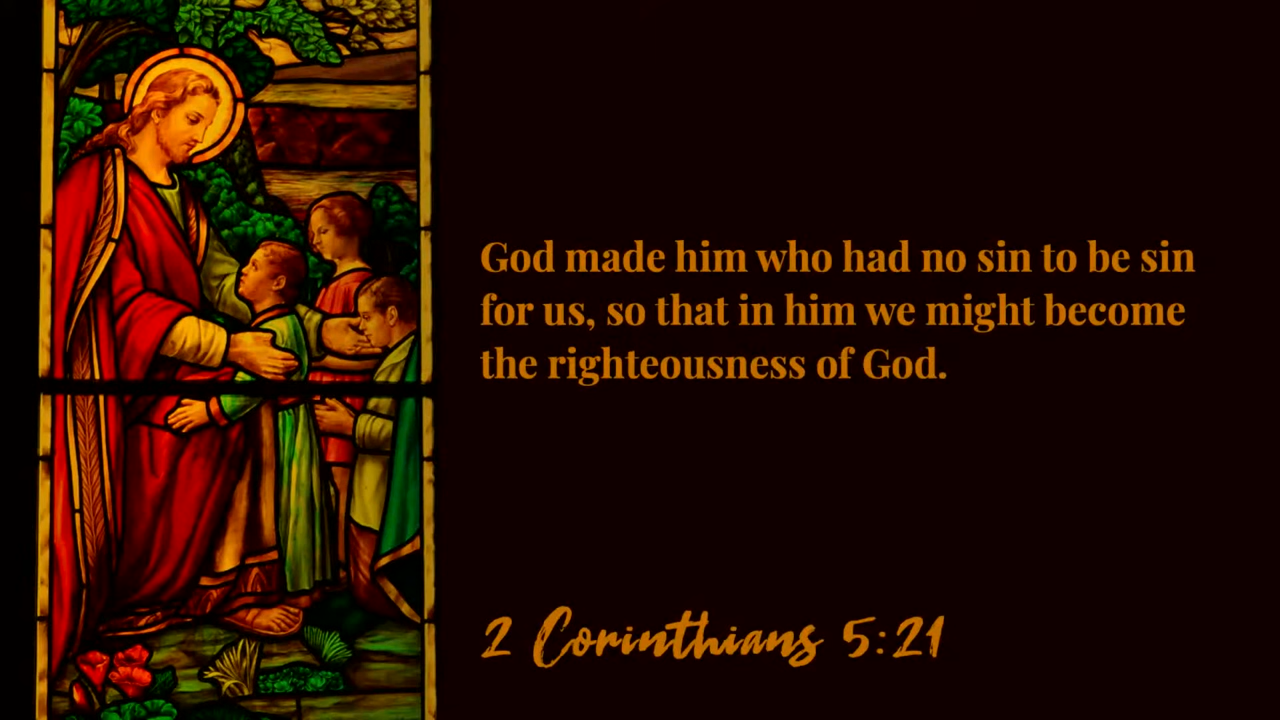 God made him who had no sin to be sin
for us, so that in him we might become
the righteousness of God.
2 Corinthians 5:21